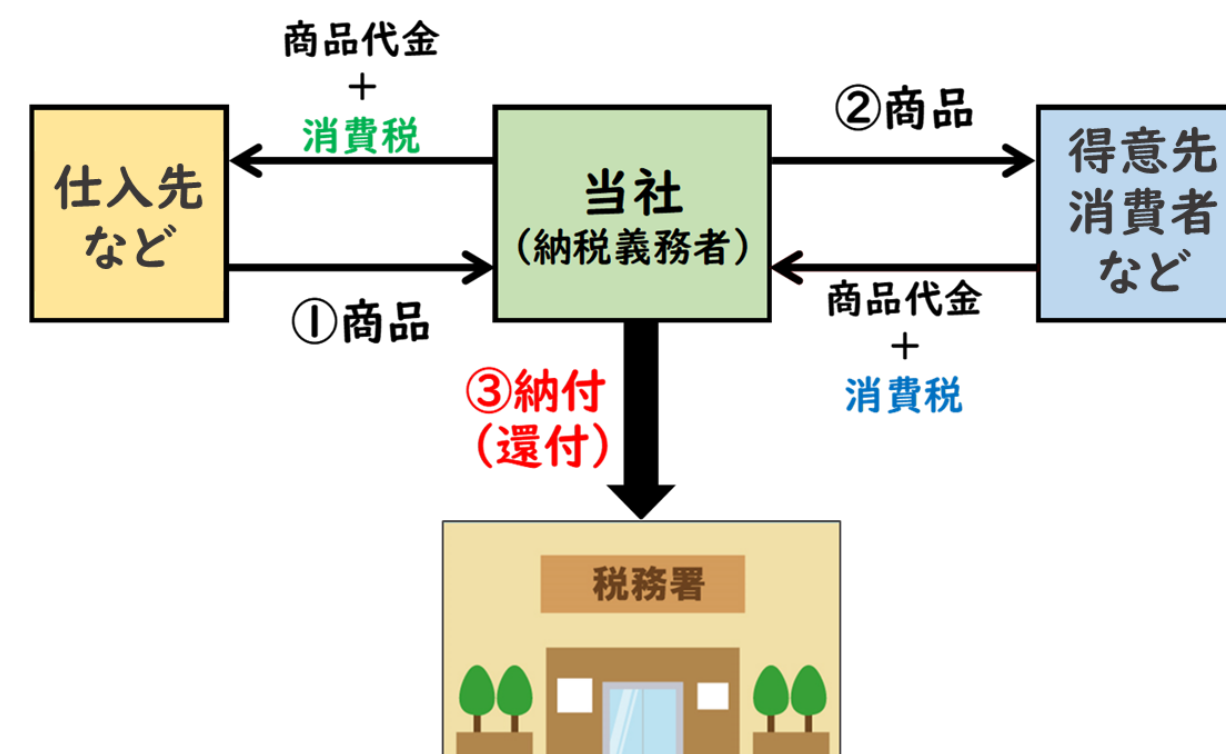 商品代金
＋
消費税
仕入先
など
①商品
当社
（納税義務者）
②商品
得意先
消費者
など
商品代金
＋
消費税
③納付
（還付）
税務署